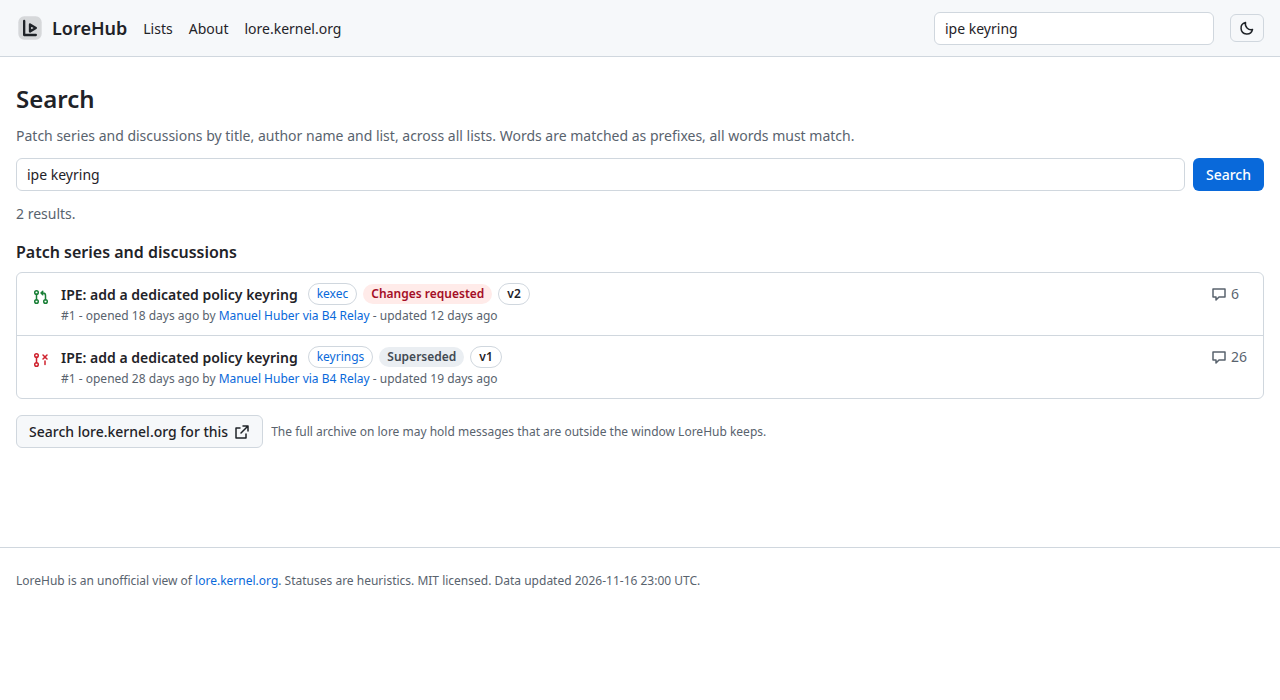 LoreHub Lists About lore.kernel.org ipe keyring
Search
Patch series and discussions by title, author name and list, across all lists. Words are matched as prefixes, all words must match.
ipe keyring Search
2 results.
Patch series and discussions
IPE: add a dedicated policy keyring kexec Changes requested v2 6
#1 - opened 18 days ago by Manuel Huber via B4 Relay - updated 12 days ago
IPE: add a dedicated policy keyring keyrings Superseded v1 26
#1 - opened 28 days ago by Manuel Huber via B4 Relay - updated 19 days ago
Search lore.kernel.org for this The full archive on lore may hold messages that are outside the window LoreHub keeps.
LoreHub is an unofficial view of lore.kernel.org. Statuses are heuristics. MIT licensed. Data updated 2026-11-16 23:00 UTC.